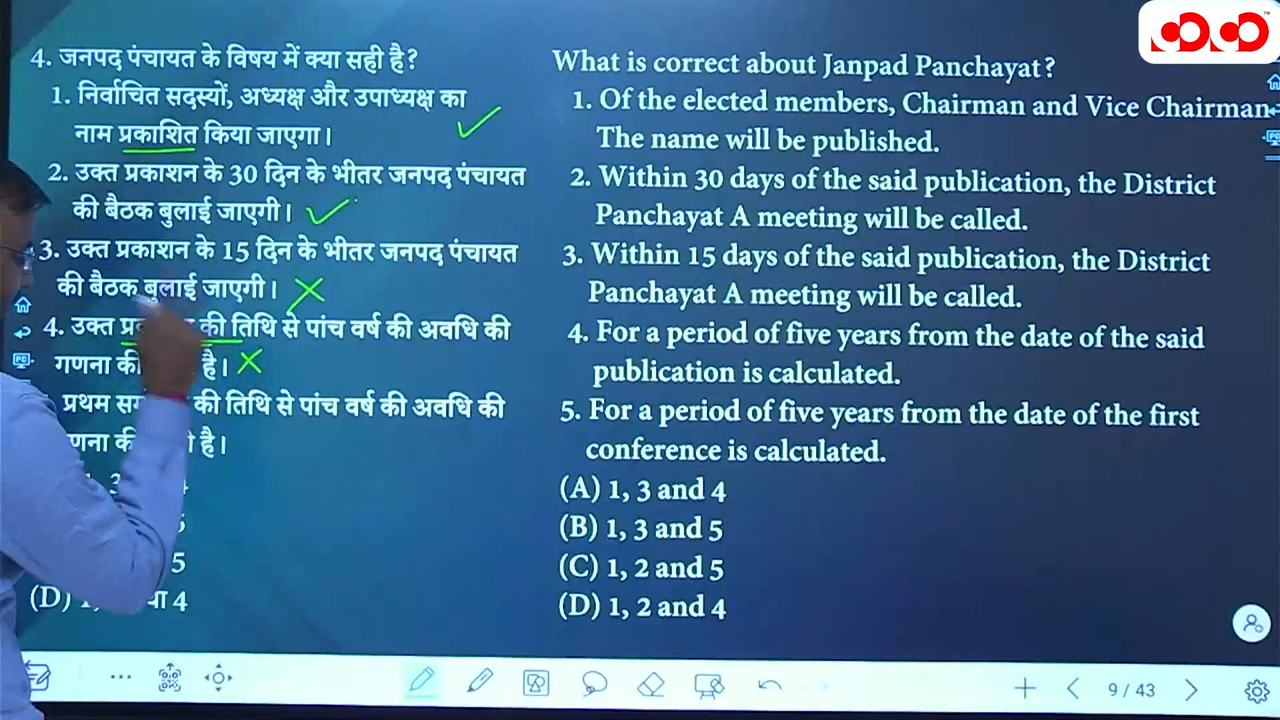 4. जनपद पंचायत के विषय में क्या सही है?
1. निर्वाचित सदस्यों, अध्यक्ष और उपाध्यक्ष का
नाम प्रकाशित किया जाएगा।
2. उक्त प्रकाशन के 30 दिन के भीतर जनपद पंचायत
की बैठक बुलाई जाएगी।
3. उक्त प्रकाशन के 15 दिन के भीतर जनपद पंचायत
की बैठक बुलाई जाएगी।
4. उक्त की तिथि से पांच वर्ष की अवधि की
गणना है।
प्रथम की तिथि से पांच वर्ष की अवधि की
है।
5
(D) 4
What is correct about Janpad Panchayat?
1. Of the elected members, Chairman and Vice Chairman
The name will be published.
2. Within 30 days of the said publication, the District
Panchayat A meeting will be called.
3. Within 15 days of the said publication, the District
Panchayat A meeting will be called.
4. For a period of five years from the date of the said
publication is calculated.
5. For a period of five years from the date of the first
conference is calculated.
(A) 1, 3 and 4
(B) 1, 3 and 5
(C) 1, 2 and 5
(D) 1, 2 and 4
9 / 43